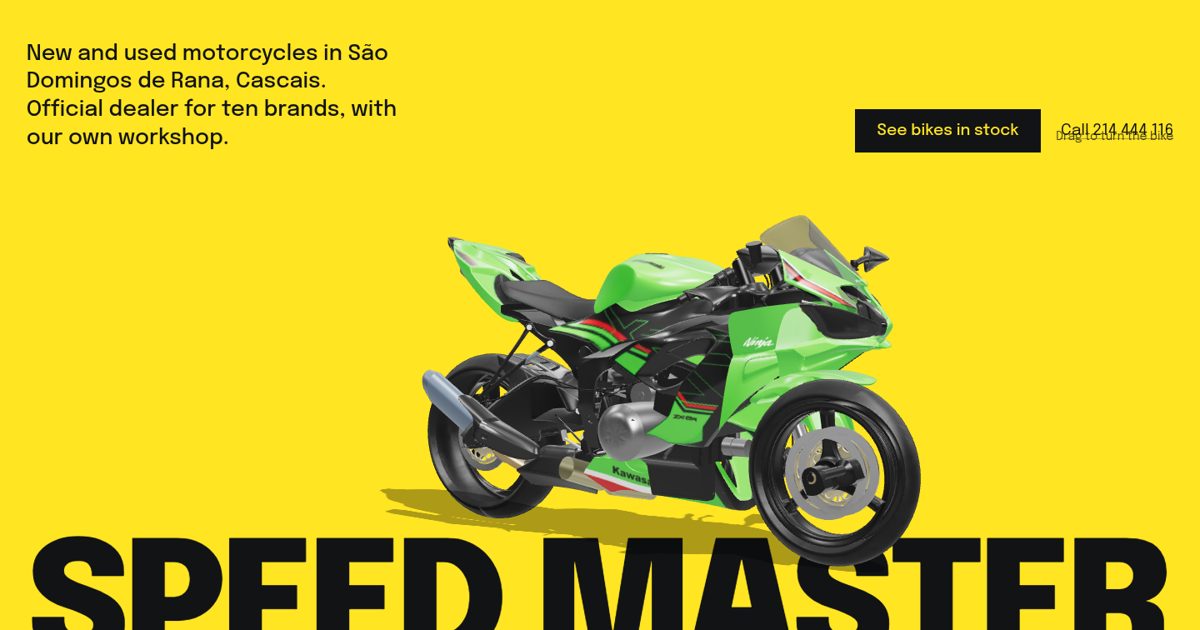 New and used motorcycles in São
Domingos de Rana, Cascais.
Official dealer for ten brands, with
our own workshop.
See bikes in stock
Call 214 444 116
Drag to turn the bike
Ninja
ZX-6R
Kawas
SPEED MASTER